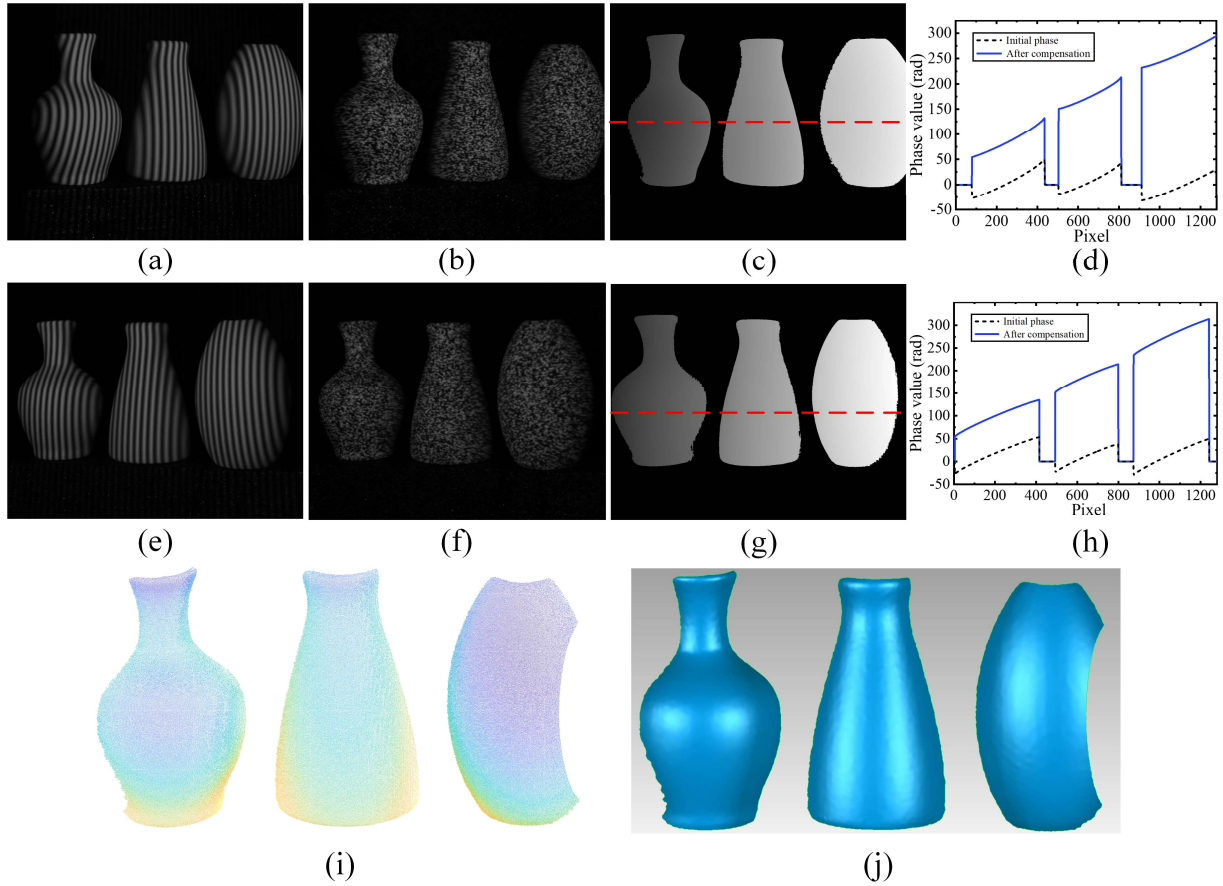 Initial phase
After compensation
Phase value (rad)
300
250
200
150
100
50
0
-50
0 200 400 600 800 1000 1200
Pixel
(a) (b) (c) (d)
Initial phase
After compensation
Phase value (rad)
300
250
200
150
100
50
0
-50
0 200 400 600 800 1000 1200
Pixel
(e) (f) (g) (h)
(i) (j)